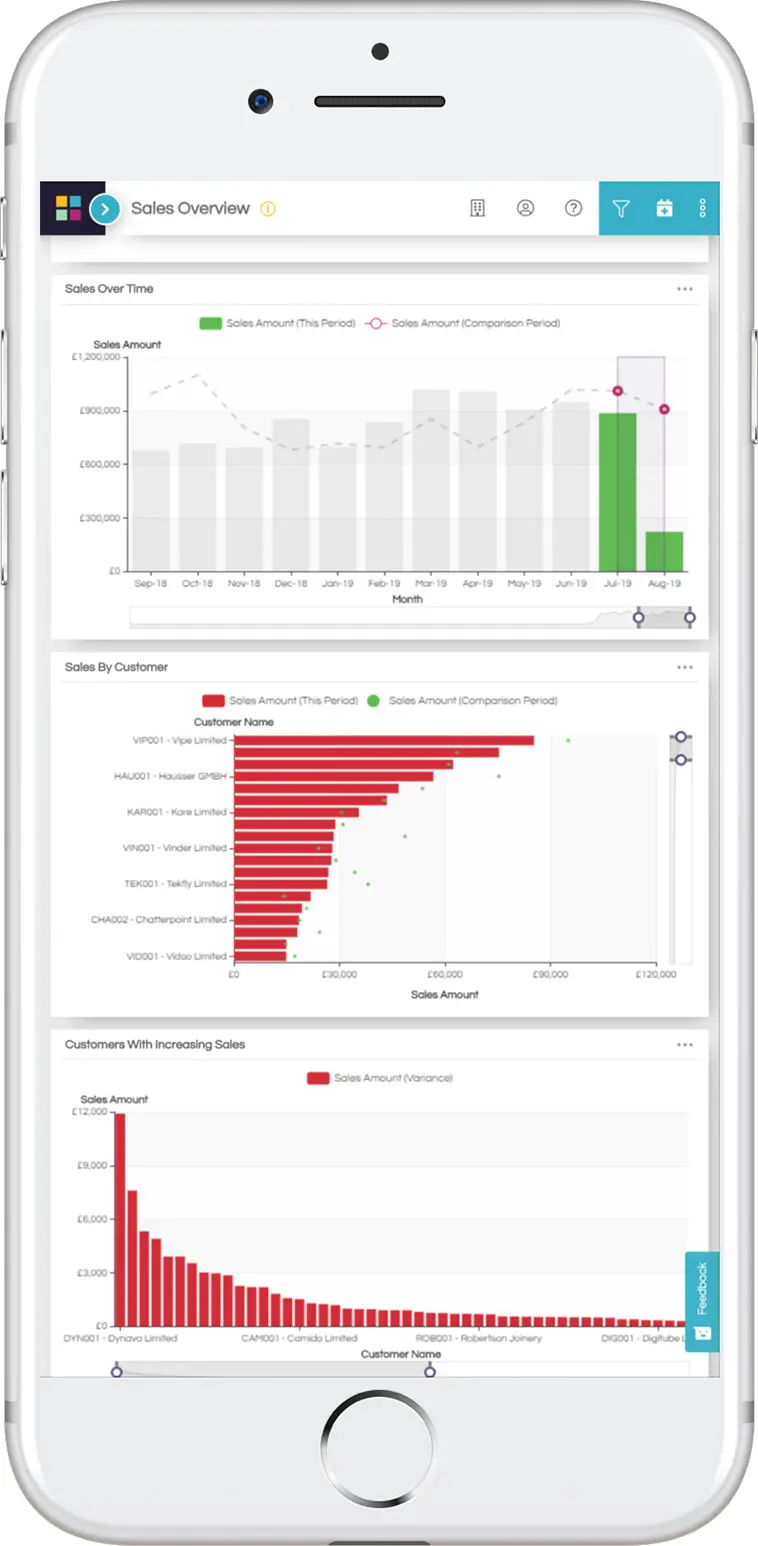 Sales Overview
Sales Over Time
Sales Amount (This Period) Sales Amount (Comparison Period)
Sales Amount
£1,200,000
£900,000
£600,000
£300,000
£0
Sep-18 Oct-18 Nov-18 Dec-18 Jan-19 Feb-19 Mar-19 Apr-19 May-19 Jun-19 Jul-19 Aug-19
Month
Sales By Customer
Sales Amount (This Period) Sales Amount (Comparison Period)
Customer Name
VIP001 - Vipe Limited
HAU001 - Hausser GMBH
KAR001 - Kare Limited
VIN001 - Vinder Limited
TEK001 - Tekfly Limited
CHA002 - Chatterpoint Limited
VID001 - Vidoo Limited
£0 £30,000 £60,000 £90,000 £120,000
Sales Amount
Customers With Increasing Sales
Sales Amount (Variance)
Sales Amount
£12,000
£9,000
£6,000
£3,000
£0
DYN001 - Dynava Limited CAM001 - Camido Limited ROB001 - Robertson Joinery DIG001 - Digitube L
Customer Name
Feedback